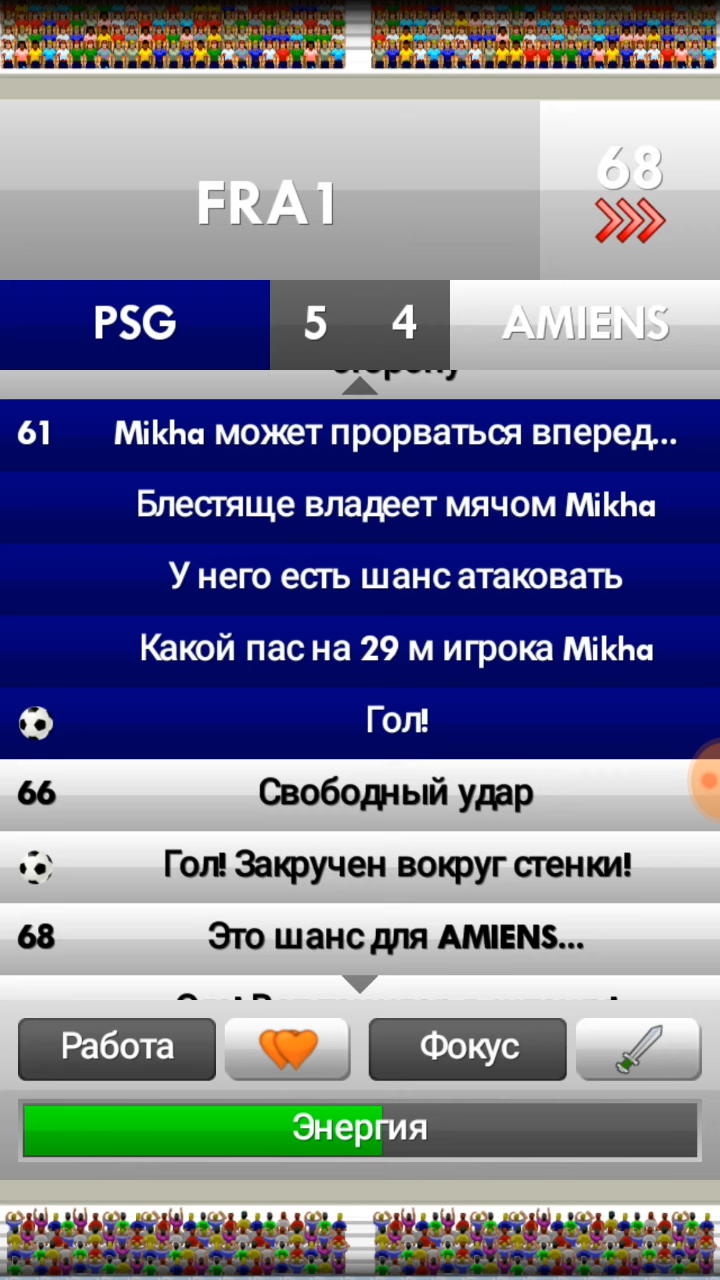 FRA1
68
PSG 5 4 AMIENS
61 Mikha может прорваться вперед...
Блестяще владеет мячом Mikha
У него есть шанс атаковать
Какой пас на 29 м игрока Mikha
Гол!
66 Свободный удар
Гол! Закручен вокруг стенки!
68 Это шанс для AMIENS...
Работа
Фокус
Энергия